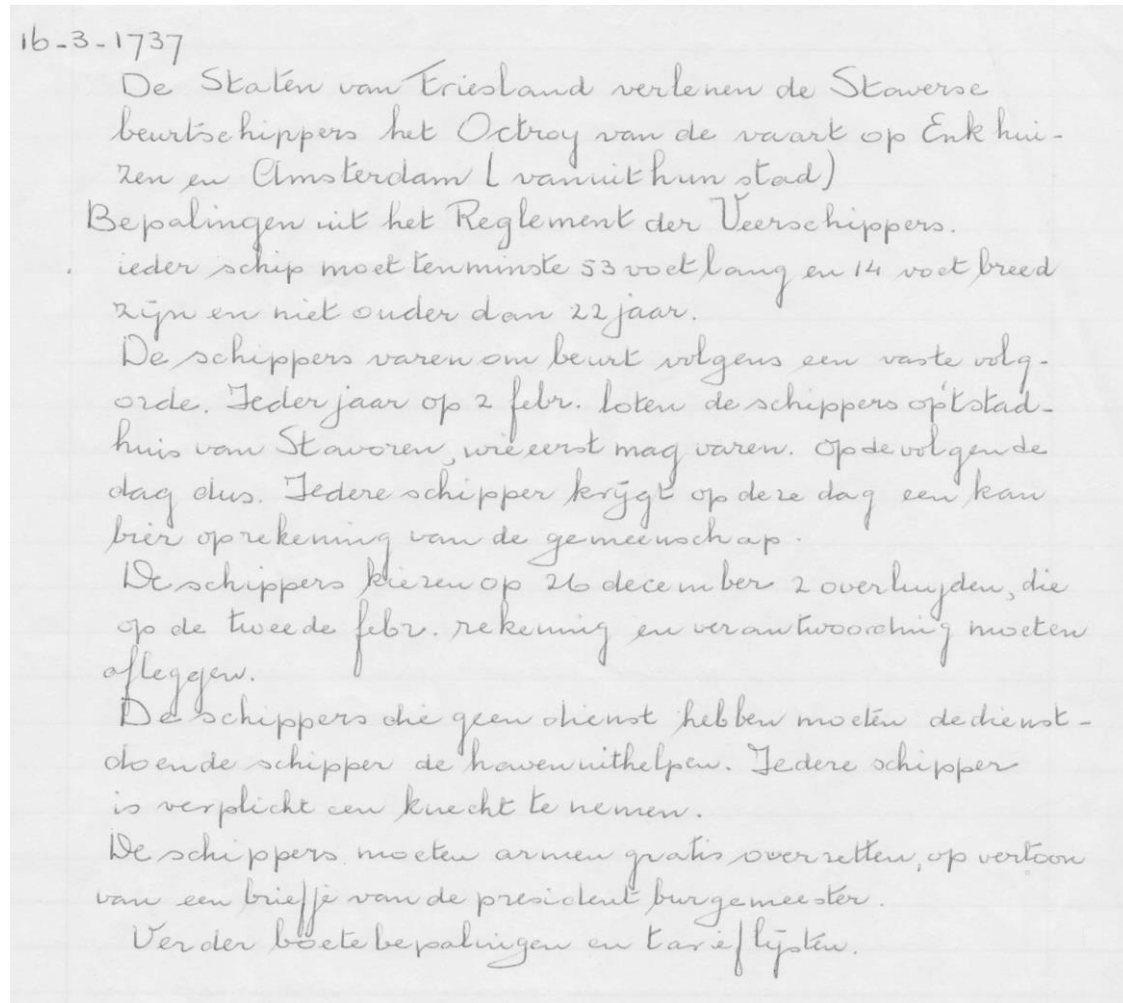 16-3-1737
De Staten van Friesland verlenen de Staverse
beurtschippers het Octroy van de vaart op Enkhui-
zen en Amsterdam (vanuit hun stad)
Bepalingen uit het Reglement der Veerschippers.
ieder schip moet tenminste 53 voet lang en 14 voet breed
zijn en niet ouder dan 22 jaar.
De schippers varen om beurt volgens een vaste volg-
orde. Ieder jaar op 2 febr. loten de schippers op 't stad-
huis van Stavoren, wie eerst mag varen. Op de volgende
dag dus. Iedere schipper krijgt op deze dag een kan
bier op rekening van de gemeenschap.
De schippers kiezen op 26 december 2 overluyden, die
op de tweede febr. rekening en verantwoording moeten
afleggen.
De schippers die geen dienst hebben moeten de dienst-
doende schipper de haven uithelpen. Iedere schipper
is verplicht een knecht te nemen.
De schippers moeten armen gratis overzetten, op vertoon
van een briefje van de president burgemeester.
Verder boetebepalingen en tarieflijsten.